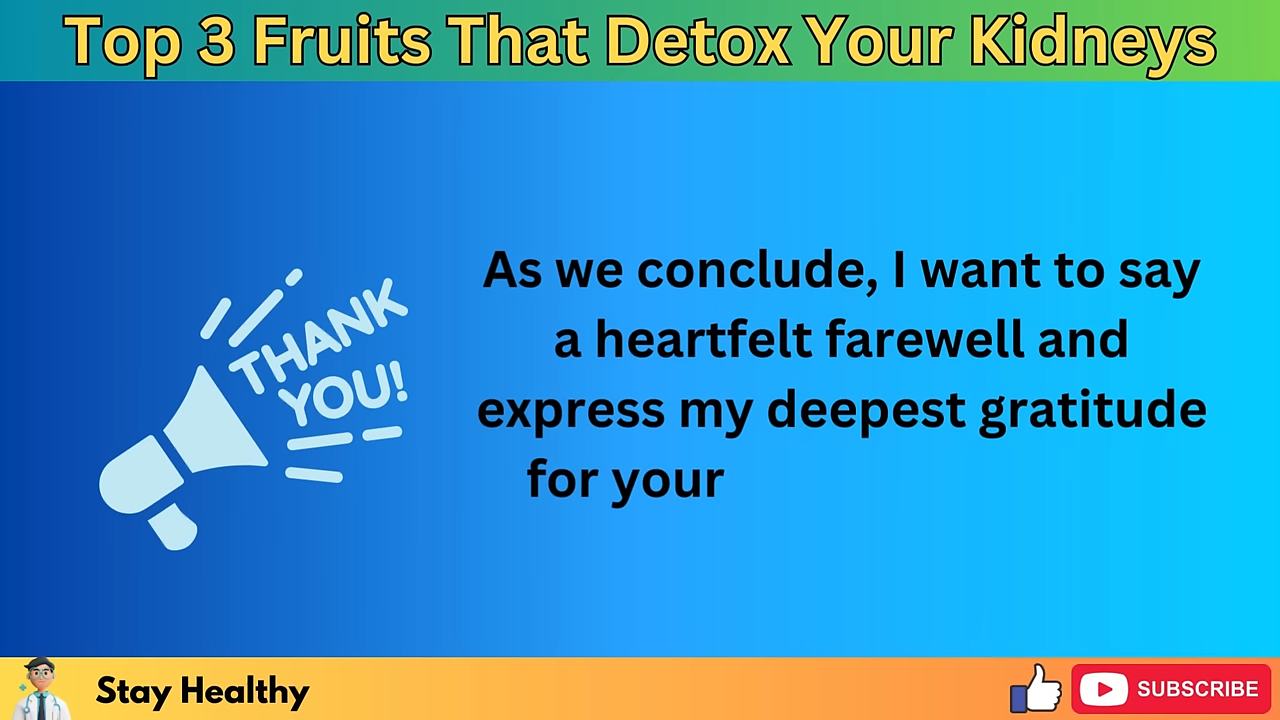 Top 3 Fruits That Detox Your Kidneys
THANK
YOU!
As we conclude, I want to say
a heartfelt farewell and
express my deepest gratitude
for your
Stay Healthy
SUBSCRIBE